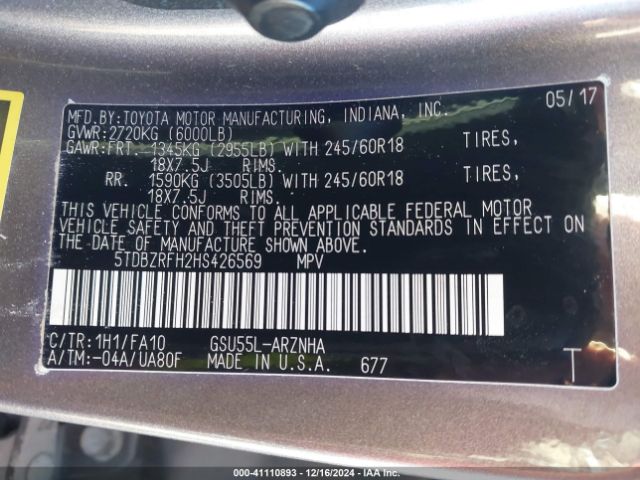 MFD.BY:TOYOTA MOTOR MANUFACTURING, INDIANA, INC. 05/17
GVWR:2720KG (6000LB)
GAWR:FRT. 1345KG (2955LB) WITH 245/60R18 TIRES,
18X7.5J RIMS.
RR. 1590KG (3505LB) WITH 245/60R18 TIRES,
18X7.5J RIMS.
THIS VEHICLE CONFORMS TO ALL APPLICABLE FEDERAL MOTOR
VEHICLE SAFETY AND THEFT PREVENTION STANDARDS IN EFFECT ON
THE DATE OF MANUFACTURE SHOWN ABOVE.
5TDBZRFH2HS426569 MPV
C/TR:1H1/FA10 GSU55L-ARZNHA
A/TM:-04A/UA80F MADE IN U.S.A. 677 T
000-41110893 - 12/16/2024 - IAA Inc.